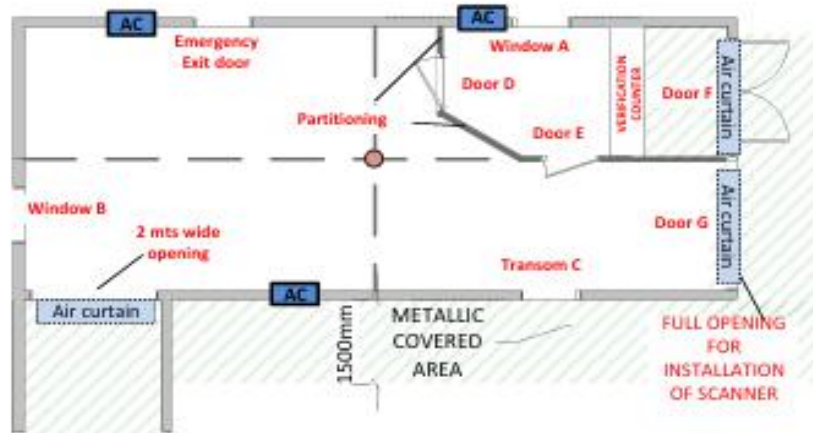 AC
AC
Emergency
Exit door
Window A
Door D
VERIFICATION
COUNTER
Door F
Air curtain
Partitioning
Door E
Window B
2 mts wide
opening
Door G
Air curtain
Transom C
AC
Air curtain
METALLIC
COVERED
AREA
1500mm
FULL OPENING
FOR
INSTALLATION
OF SCANNER